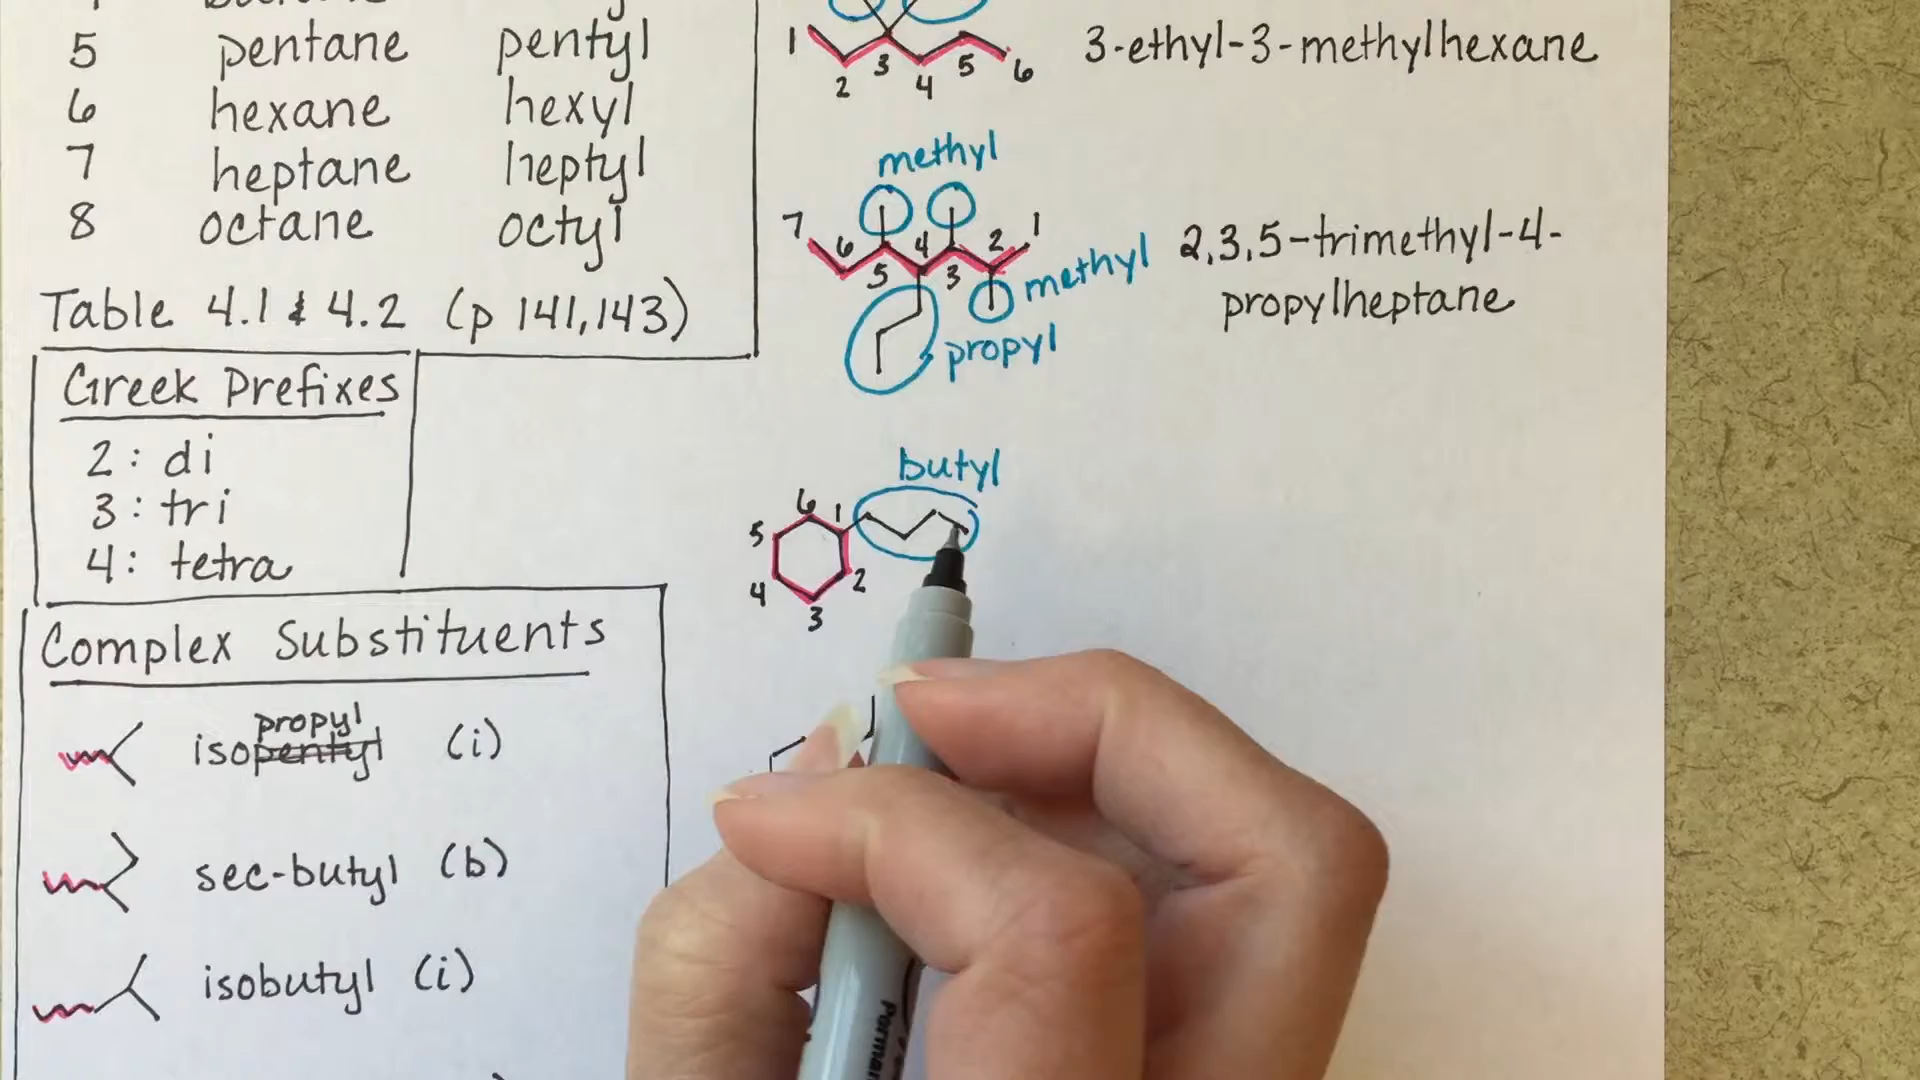 5 pentane pentyl
6 hexane hexyl
7 heptane heptyl
8 octane octyl
Table 4.1 & 4.2 (p 141,143)
Greek Prefixes
2: di
3: tri
4: tetra
Complex Substituents
propyl
isopentyl (i)
sec-butyl (b)
isobutyl (i)
1 2 3 4 5 6
3-ethyl-3-methylhexane
methyl
7 6 5 4 3 2 1
methyl
propyl
2,3,5-trimethyl-4-
propylheptane
butyl
6 1
5
4 2
3